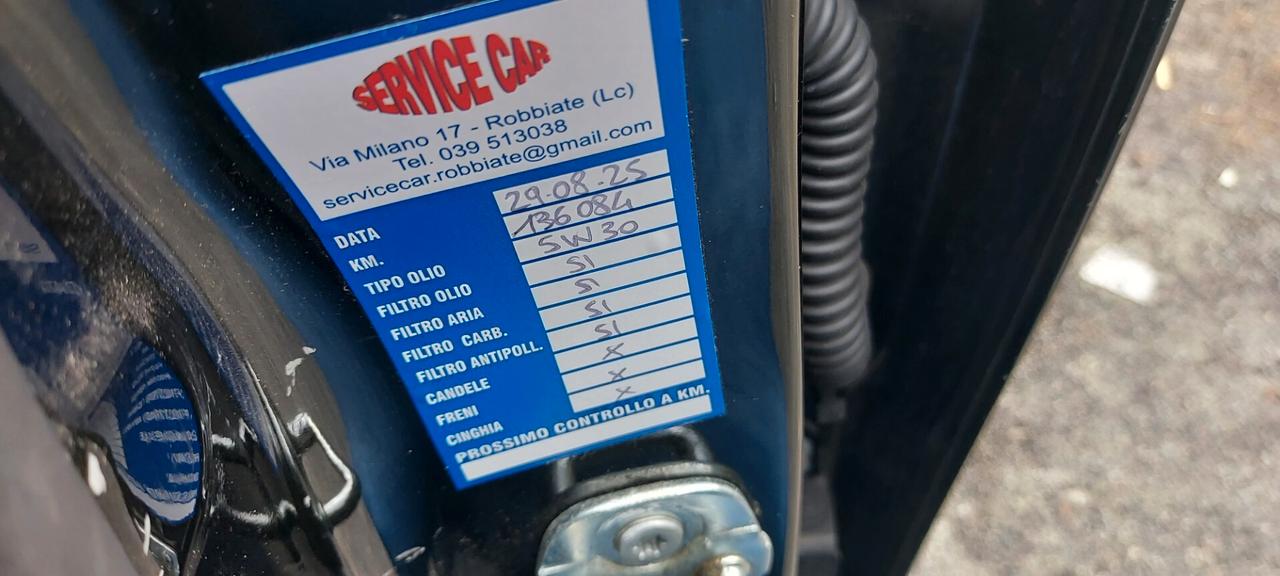 SERVICE CAR
Via Milano 17 - Robbiate (Lc)
Tel. 039 513038
servicecar.robbiate@gmail.com
DATA 29-08-25
KM. 136084
TIPO OLIO 5W30
FILTRO OLIO SI
FILTRO ARIA SI
FILTRO CARB. SI
FILTRO ANTIPOLL. SI
CANDELE X
FRENI X
CINGHIA X
PROSSIMO CONTROLLO A KM.